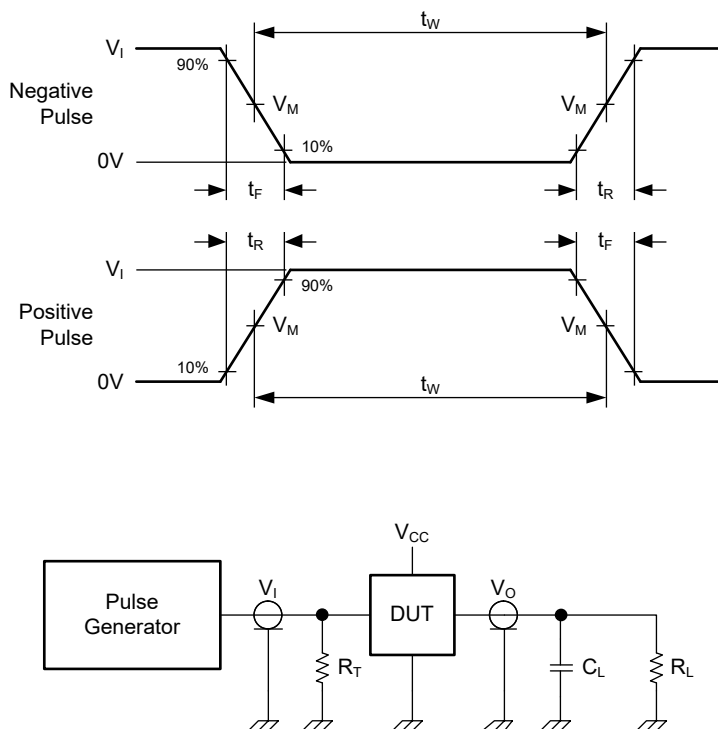 t_W
V_I
90%
Negative
Pulse
V_M
V_M
10%
0V
t_F
t_R
t_R
t_F
V_I
90%
Positive
Pulse
V_M
V_M
10%
0V
t_W
V_CC
Pulse
Generator
V_I
DUT
V_O
R_T
C_L
R_L